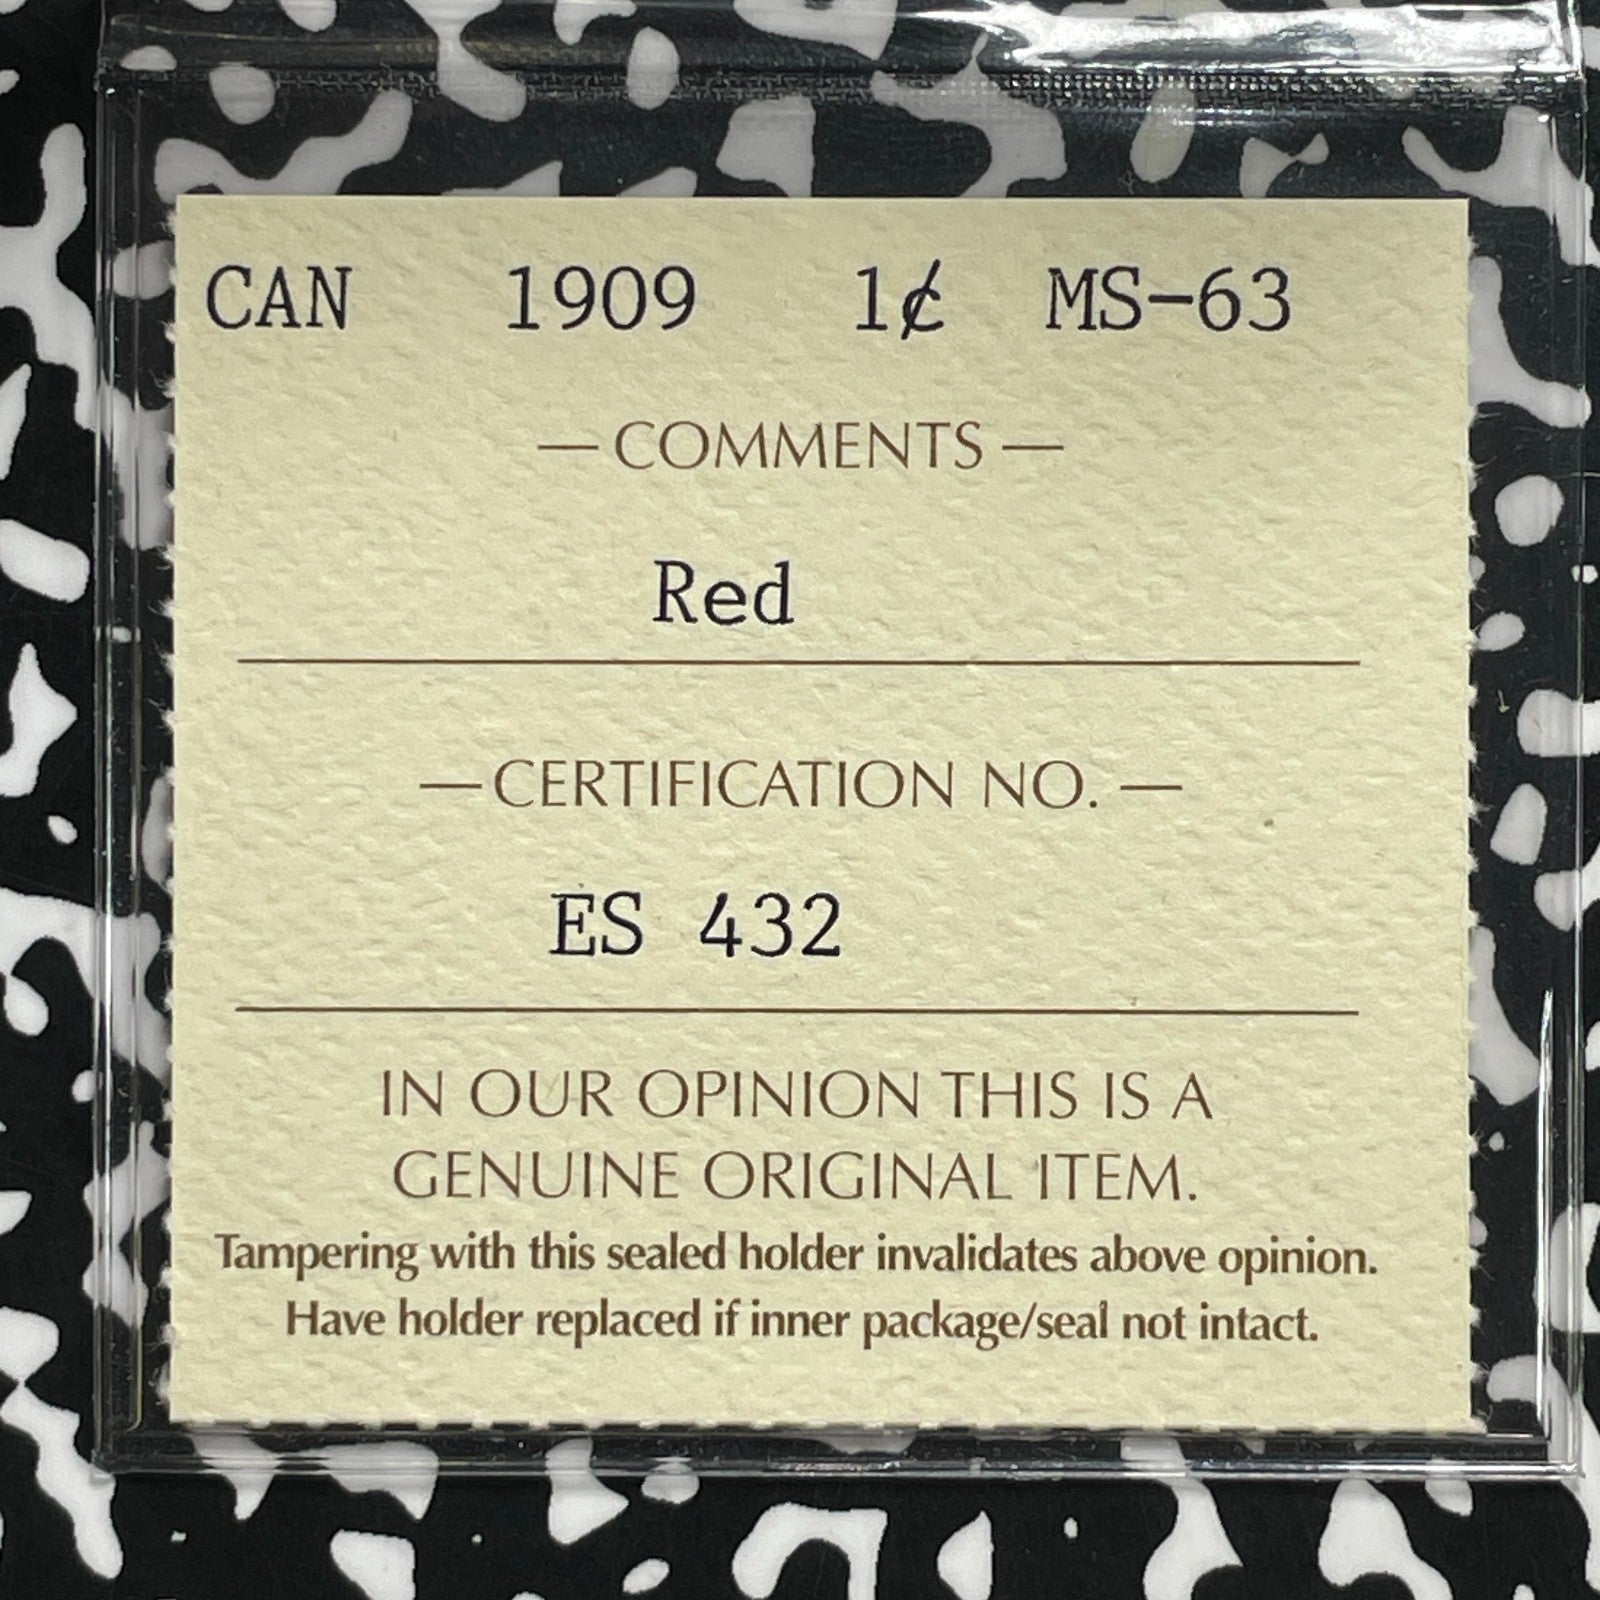 CAN 1909 1¢ MS-63
— COMMENTS —
Red
— CERTIFICATION NO. —
ES 432
IN OUR OPINION THIS IS A
GENUINE ORIGINAL ITEM.
Tampering with this sealed holder invalidates above opinion.
Have holder replaced if inner package/seal not intact.